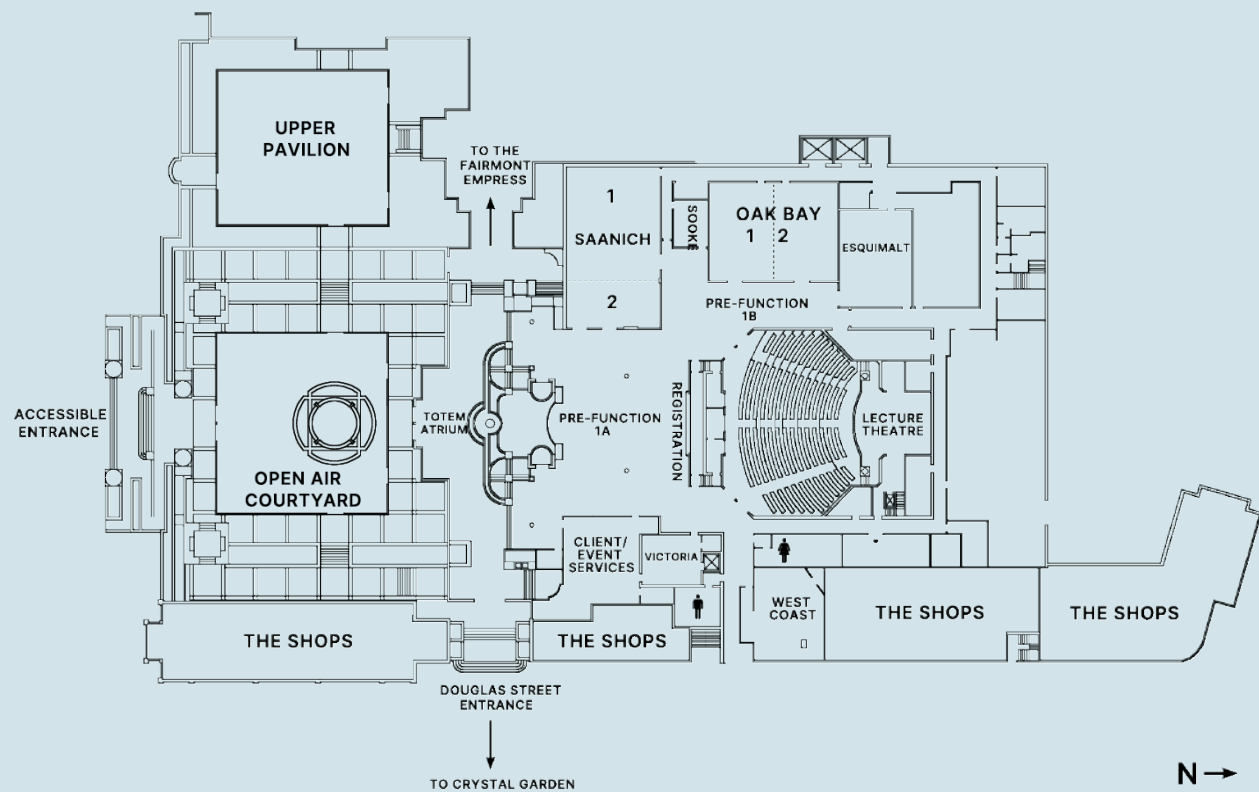 UPPER
PAVILION
TO THE
FAIRMONT
EMPRESS
1
SAANICH
2
SOOKE
OAK BAY
1 2
ESQUIMALT
PRE-FUNCTION
1B
ACCESSIBLE
ENTRANCE
OPEN AIR
COURTYARD
TOTEM
ATRIUM
PRE-FUNCTION
1A
REGISTRATION
LECTURE
THEATRE
CLIENT/
EVENT
SERVICES
VICTORIA
WEST
COAST
THE SHOPS
THE SHOPS
THE SHOPS
THE SHOPS
DOUGLAS STREET
ENTRANCE
TO CRYSTAL GARDEN
N